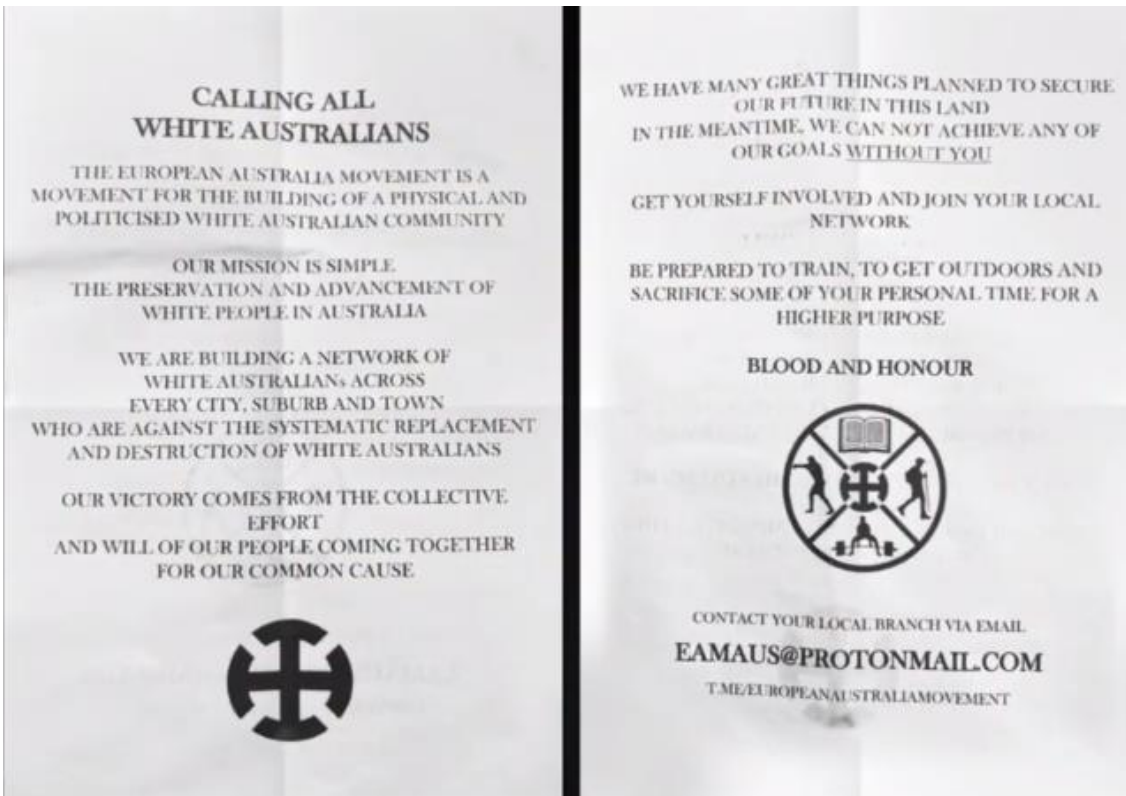 CALLING ALL
WHITE AUSTRALIANS
THE EUROPEAN AUSTRALIA MOVEMENT IS A
MOVEMENT FOR THE BUILDING OF A PHYSICAL AND
POLITICISED WHITE AUSTRALIAN COMMUNITY
OUR MISSION IS SIMPLE
THE PRESERVATION AND ADVANCEMENT OF
WHITE PEOPLE IN AUSTRALIA
WE ARE BUILDING A NETWORK OF
WHITE AUSTRALIANs ACROSS
EVERY CITY, SUBURB AND TOWN
WHO ARE AGAINST THE SYSTEMATIC REPLACEMENT
AND DESTRUCTION OF WHITE AUSTRALIANS
OUR VICTORY COMES FROM THE COLLECTIVE
EFFORT
AND WILL OF OUR PEOPLE COMING TOGETHER
FOR OUR COMMON CAUSE
WE HAVE MANY GREAT THINGS PLANNED TO SECURE
OUR FUTURE IN THIS LAND
IN THE MEANTIME, WE CAN NOT ACHIEVE ANY OF
OUR GOALS WITHOUT YOU
GET YOURSELF INVOLVED AND JOIN YOUR LOCAL
NETWORK
BE PREPARED TO TRAIN, TO GET OUTDOORS AND
SACRIFICE SOME OF YOUR PERSONAL TIME FOR A
HIGHER PURPOSE
BLOOD AND HONOUR
CONTACT YOUR LOCAL BRANCH VIA EMAIL
EAMAUS@PROTONMAIL.COM
T.ME/EUROPEANAUSTRALIAMOVEMENT